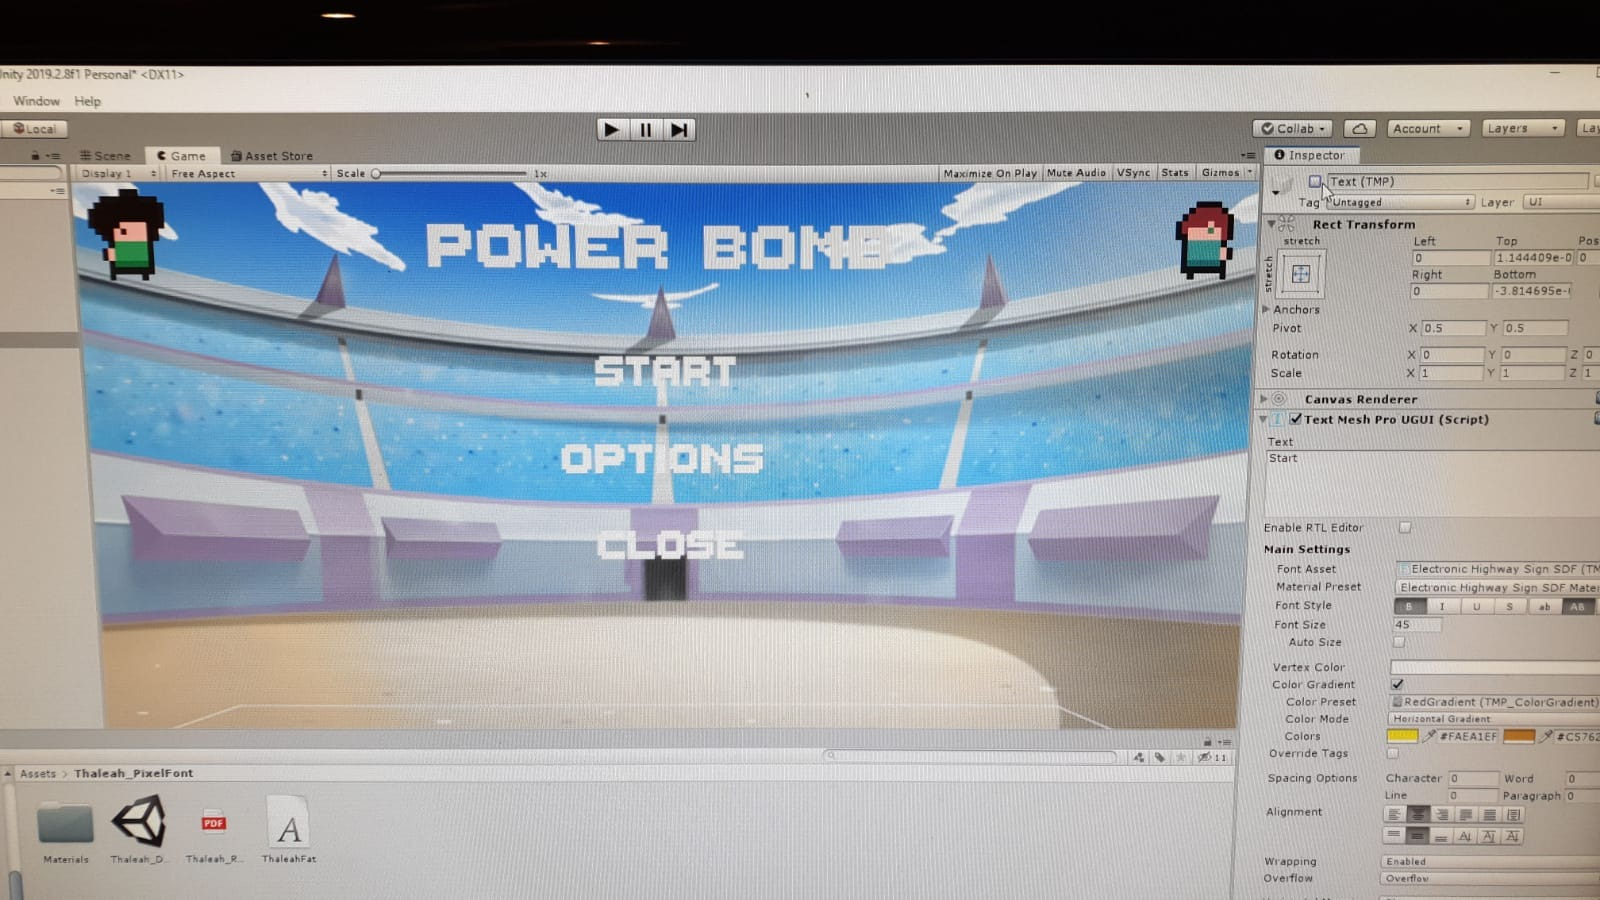 Unity 2019.2.8f1 Personal* <DX11>
Window Help
Local
Collab Account Layers
Scene Game Asset Store
Inspector
Display 1 Free Aspect Scale 1x Maximize On Play Mute Audio VSync Stats Gizmos
Text (TMP)
Tag Untagged Layer UI
POWER BOMB
START
OPTIONS
CLOSE
Rect Transform
stretch
stretch
Left Top Pos
0 1.144409e-0 0
Right Bottom
0 -3.814695e-
Anchors
Pivot X 0.5 Y 0.5
Rotation X 0 Y 0 Z 0
Scale X 1 Y 1 Z 1
Canvas Renderer
Text Mesh Pro UGUI (Script)
Text
Start
Enable RTL Editor
Main Settings
Font Asset Electronic Highway Sign SDF (TM
Material Preset Electronic Highway Sign SDF Mater
Font Style B I U S ab AB
Font Size 45
Auto Size
Vertex Color
Color Gradient
Color Preset RedGradient (TMP_ColorGradient)
Color Mode Horizontal Gradient
Colors #FAEA1EF #C5762
Override Tags
Spacing Options Character 0 Word 0
Line 0 Paragraph 0
Alignment
Wrapping Enabled
Overflow Overflow
11
Assets > Thaleah_PixelFont
PDF
A
Materials Thaleah_D... Thaleah_R... ThaleahFat